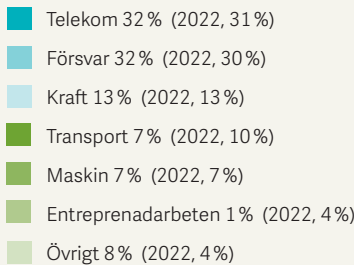 Telekom 32 % (2022, 31 %)
Försvar 32 % (2022, 30 %)
Kraft 13 % (2022, 13 %)
Transport 7 % (2022, 10 %)
Maskin 7 % (2022, 7 %)
Entreprenadarbeten 1 % (2022, 4 %)
Övrigt 8 % (2022, 4 %)